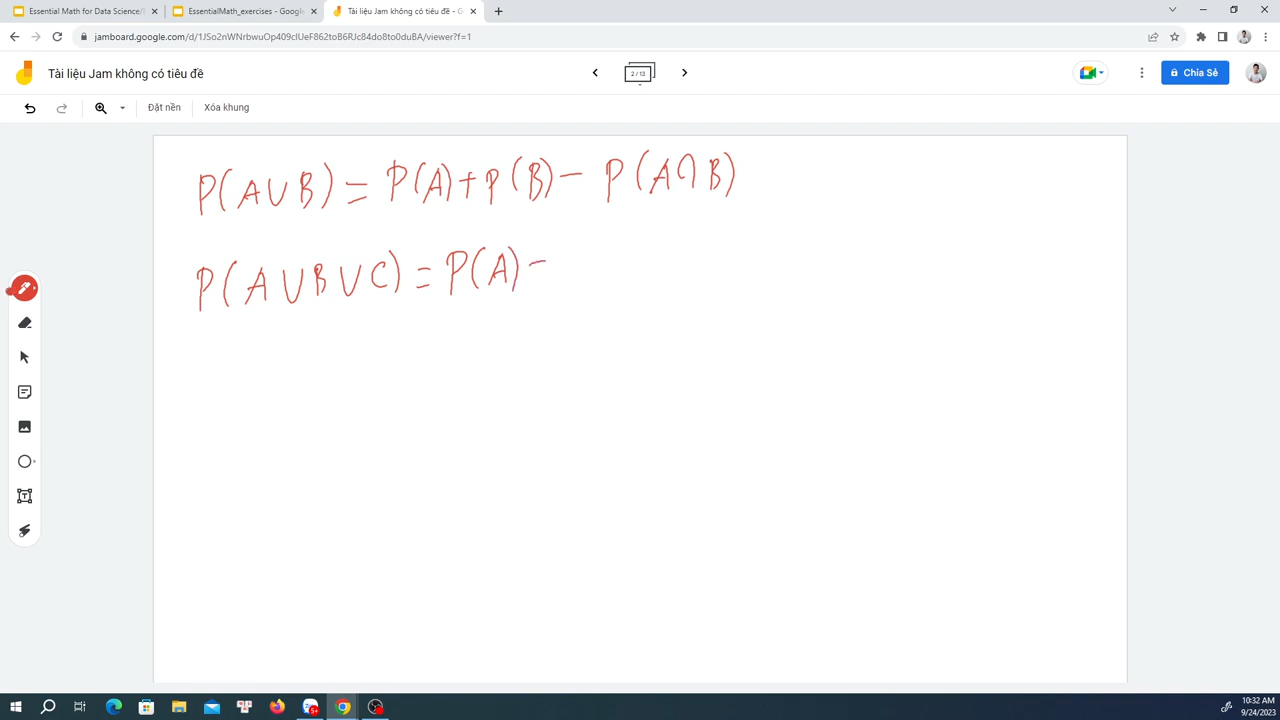 Essential Math for Data Science/
EssentialMath_exercises - Google
Tài liệu Jam không có tiêu đề - G
jamboard.google.com/d/1JSo2nWNrbwuOp409cIUeF862toB6RJc84do8to0duBA/viewer?f=1
Tài liệu Jam không có tiêu đề
2 / 13
Chia Sẻ
Đặt nền
Xóa khung
P(A∪B) = P(A)+P(B) - P(A∩B)
P(A∪B∪C) = P(A) -
5+
10:32 AM
9/24/2023